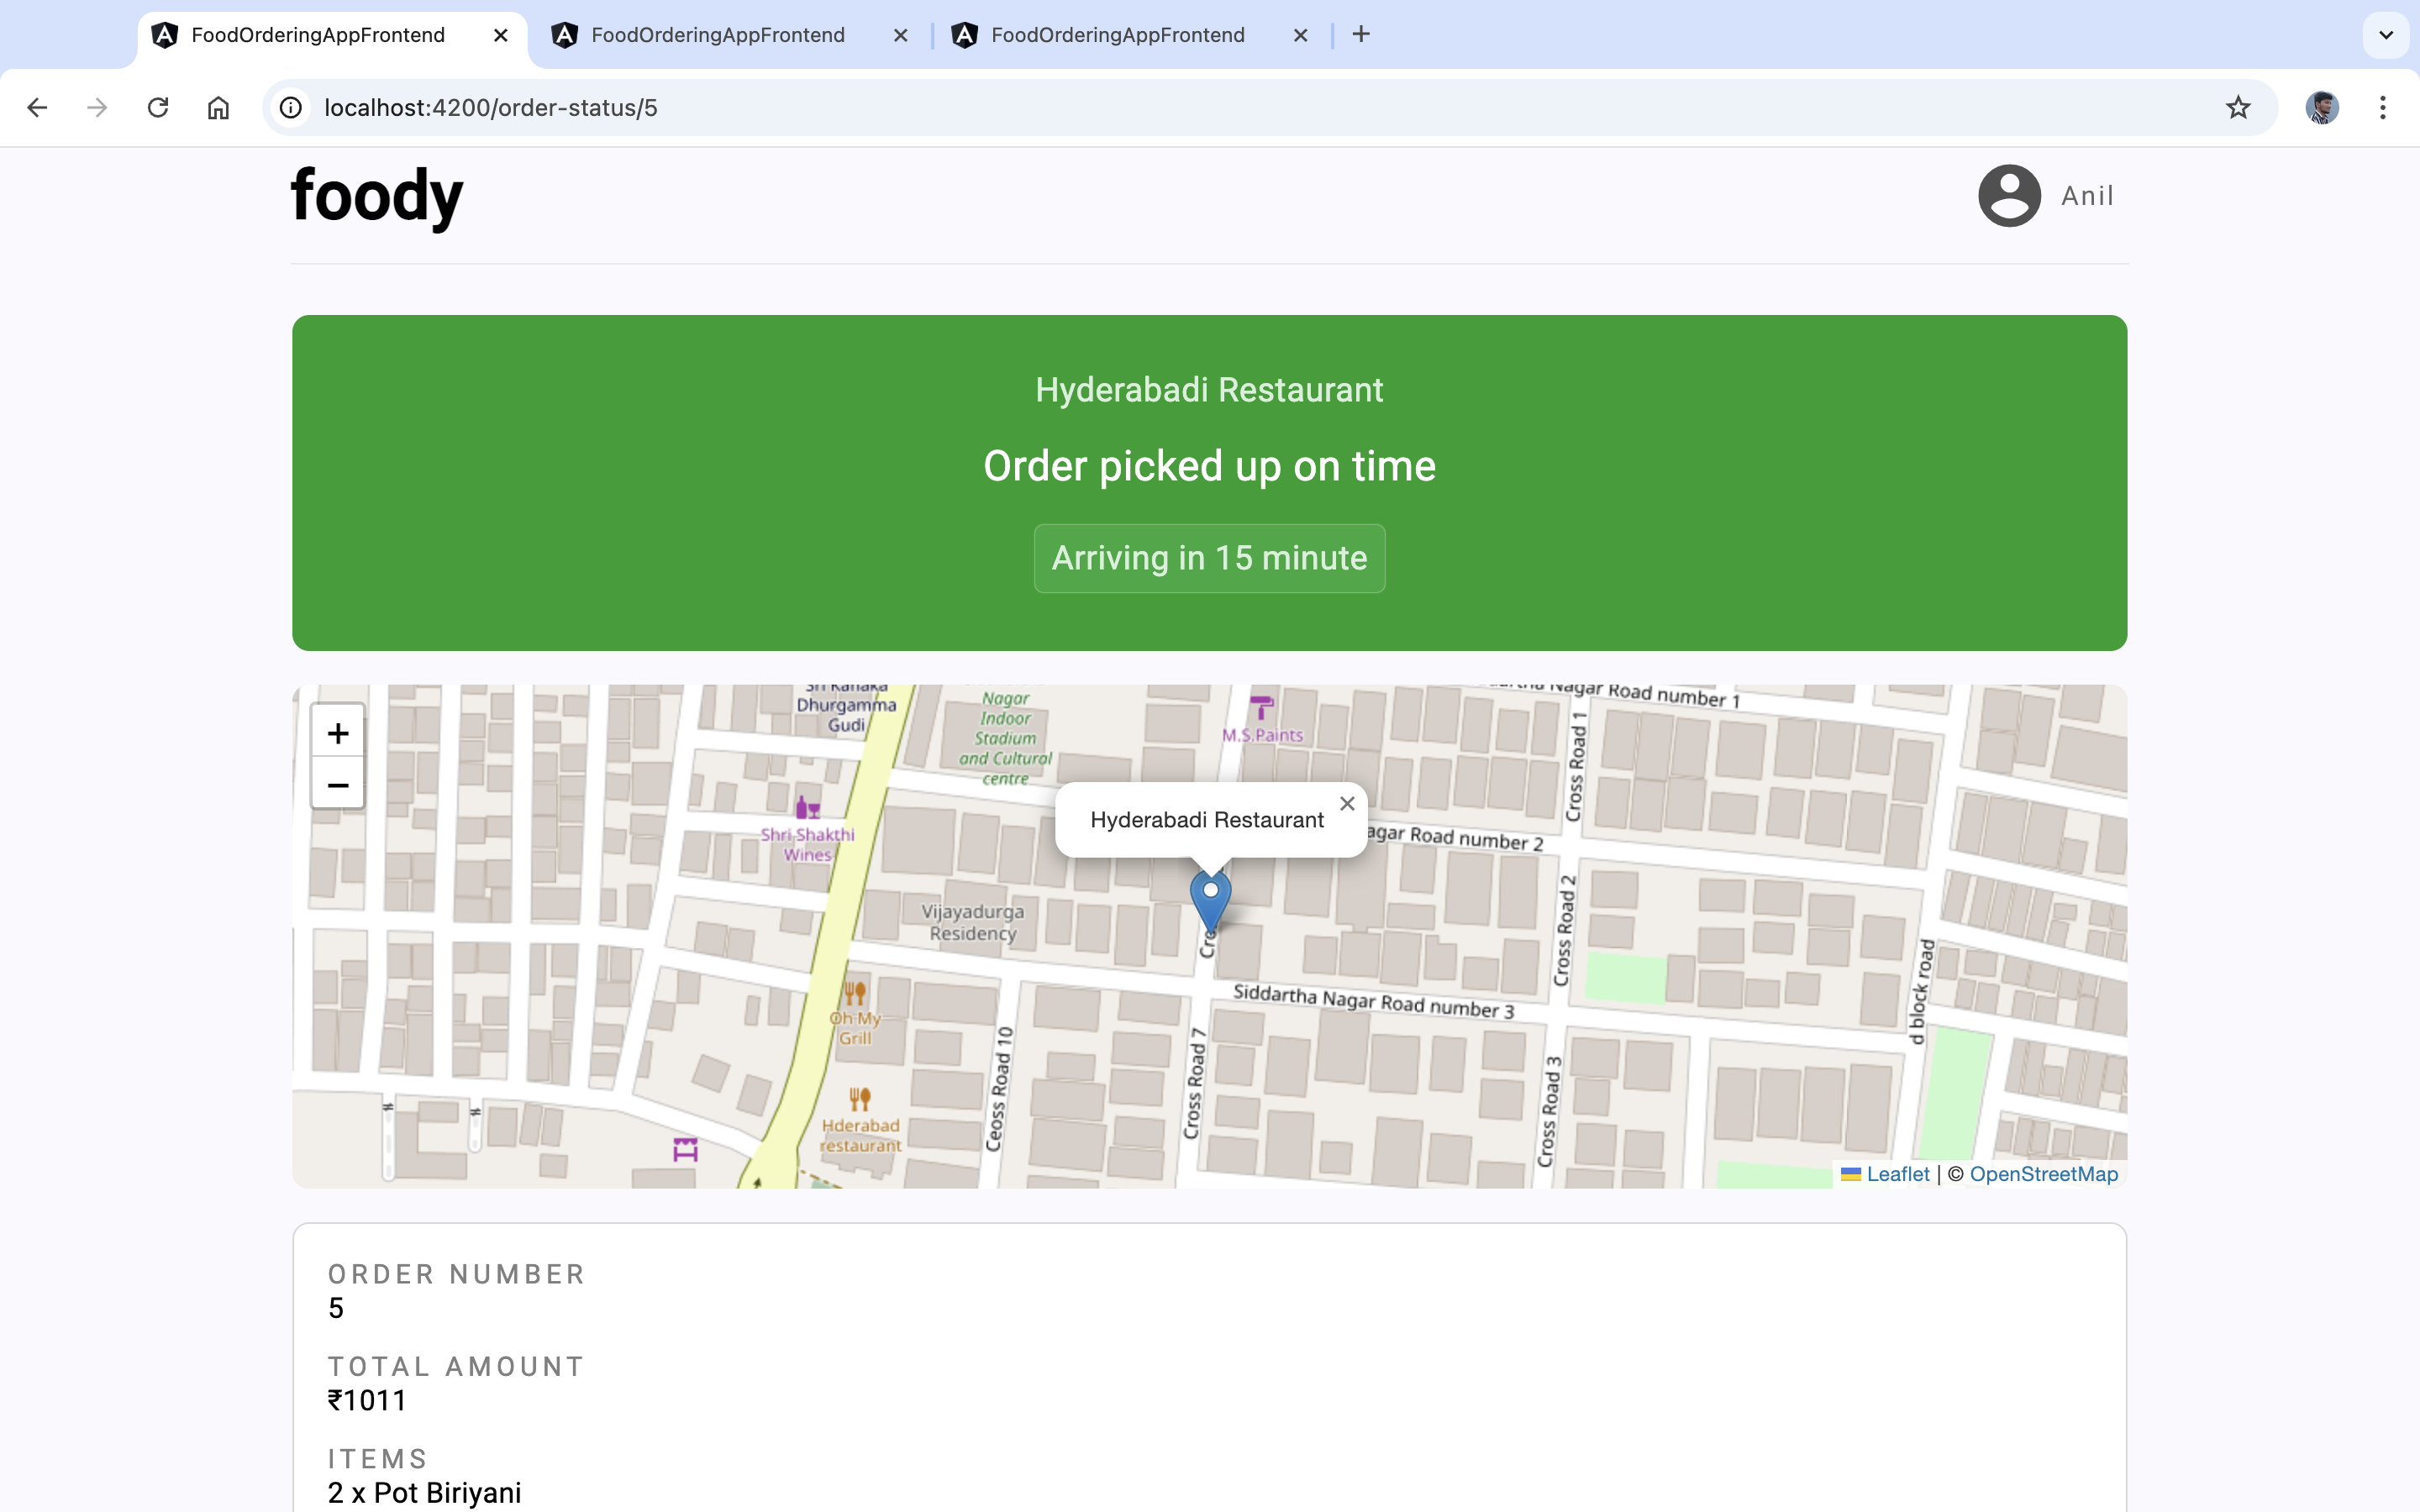 FoodOrderingAppFrontend
FoodOrderingAppFrontend
FoodOrderingAppFrontend
localhost:4200/order-status/5
foody
Anil
Hyderabadi Restaurant
Order picked up on time
Arriving in 15 minute
+
−
Sri Kanaka
Dhurgamma
Gudi
Nagar
Indoor
Stadium
and Cultural
centre
M.S.Paints
Nagar Road number 1
Cross Road 1
Hyderabadi Restaurant
×
Shri Shakthi
Wines
agar Road number 2
Vijayadurga
Residency
Cross Road 2
Siddartha Nagar Road number 3
d block road
Oh My
Grill
Ceoss Road 10
Cross Road 7
Cross Road 3
Hderabad
restaurant
Leaflet | © OpenStreetMap
ORDER NUMBER
5
TOTAL AMOUNT
₹1011
ITEMS
2 x Pot Biriyani